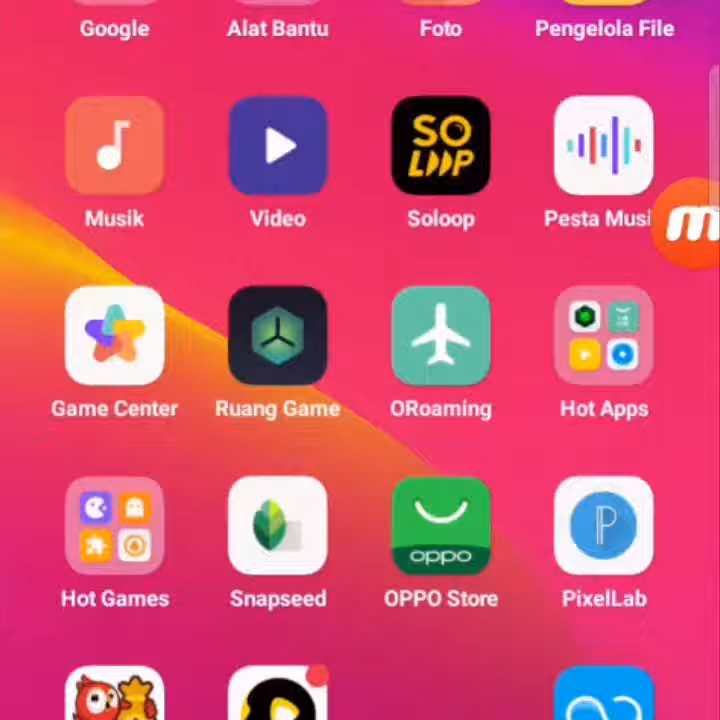 Google Alat Bantu Foto Pengelola File
SO
LOOP
Musik Video Soloop Pesta Musi
m
Game Center Ruang Game ORoaming Hot Apps
P
oppo
Hot Games Snapseed OPPO Store PixelLab